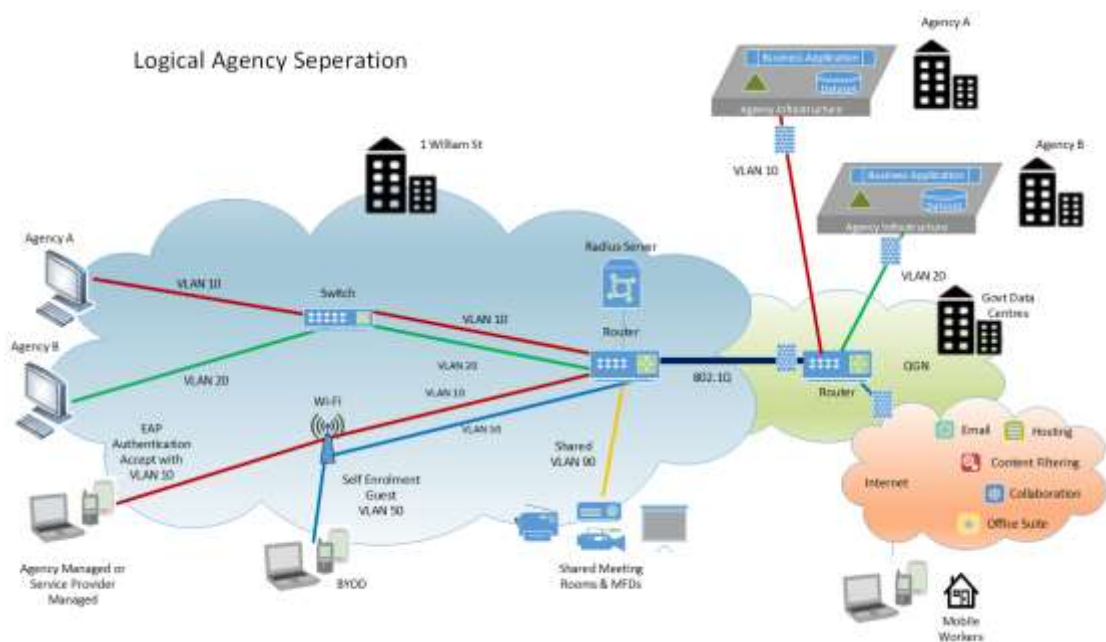 Logical Agency Seperation
Agency A
Business Application
Dataset
Agency Infrastructure
VLAN 10
Agency B
Business Application
Dataset
Agency Infrastructure
VLAN 20
1 William St
Agency A
VLAN 10
Switch
VLAN 10
Radius Server
Router
Govt Data
Centres
Agency B
VLAN 20
VLAN 20
VLAN 10
802.1Q
Router
QGN
Wi-Fi
VLAN 50
EAP
Authentication
Accept with
VLAN 10
Self Enrolment
Guest
VLAN 50
Shared
VLAN 90
Email
Hosting
Content Filtering
Internet
Collaboration
Office Suite
Agency Managed or
Service Provider
Managed
BYOD
Shared Meeting
Rooms & MFDs
Mobile
Workers